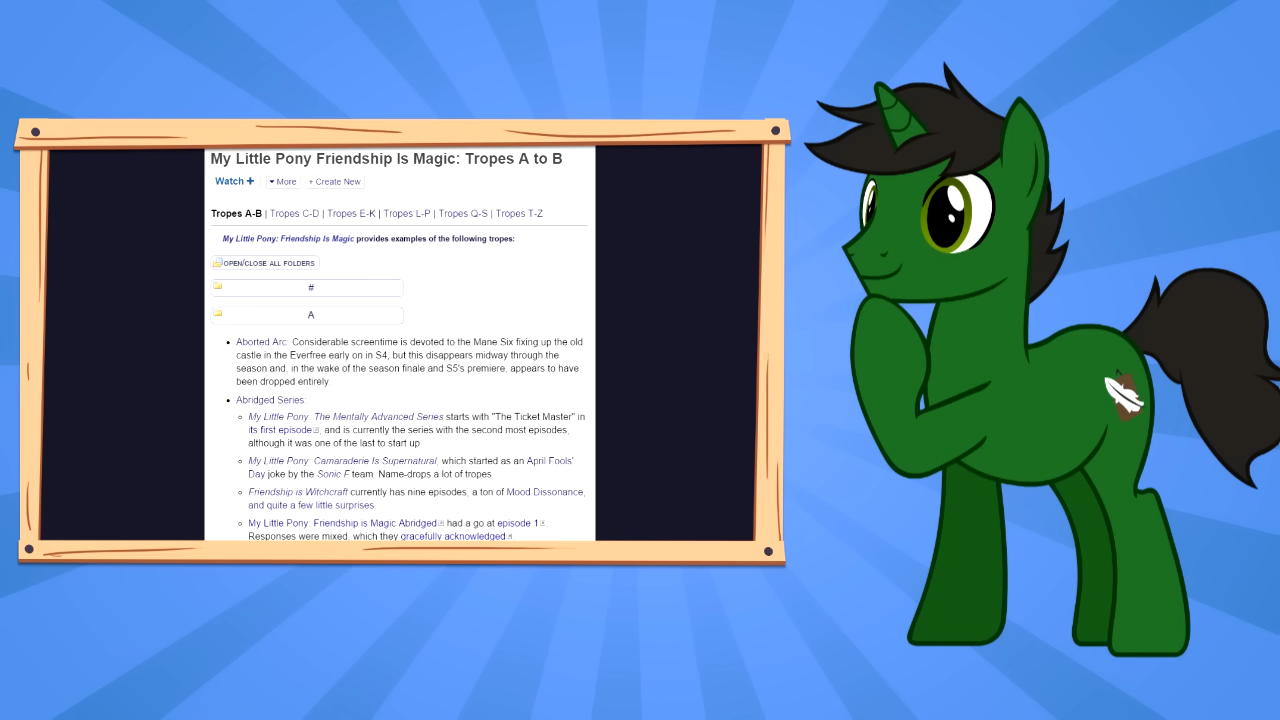 My Little Pony Friendship Is Magic: Tropes A to B
Watch + ▾ More + Create New
Tropes A-B | Tropes C-D | Tropes E-K | Tropes L-P | Tropes Q-S | Tropes T-Z
My Little Pony: Friendship Is Magic provides examples of the following tropes:
OPEN/CLOSE ALL FOLDERS
#
A
• Aborted Arc: Considerable screentime is devoted to the Mane Six fixing up the old
castle in the Everfree early on in S4, but this disappears midway through the
season and, in the wake of the season finale and S5's premiere, appears to have
been dropped entirely.
• Abridged Series:
◦ My Little Pony: The Mentally Advanced Series starts with "The Ticket Master" in
its first episode, and is currently the series with the second most episodes,
although it was one of the last to start up.
◦ My Little Pony: Camaraderie Is Supernatural, which started as an April Fools'
Day joke by the Sonic F team. Name-drops a lot of tropes.
◦ Friendship is Witchcraft currently has nine episodes, a ton of Mood Dissonance,
and quite a few little surprises.
◦ My Little Pony: Friendship is Magic Abridged had a go at episode 1.
Responses were mixed, which they gracefully acknowledged